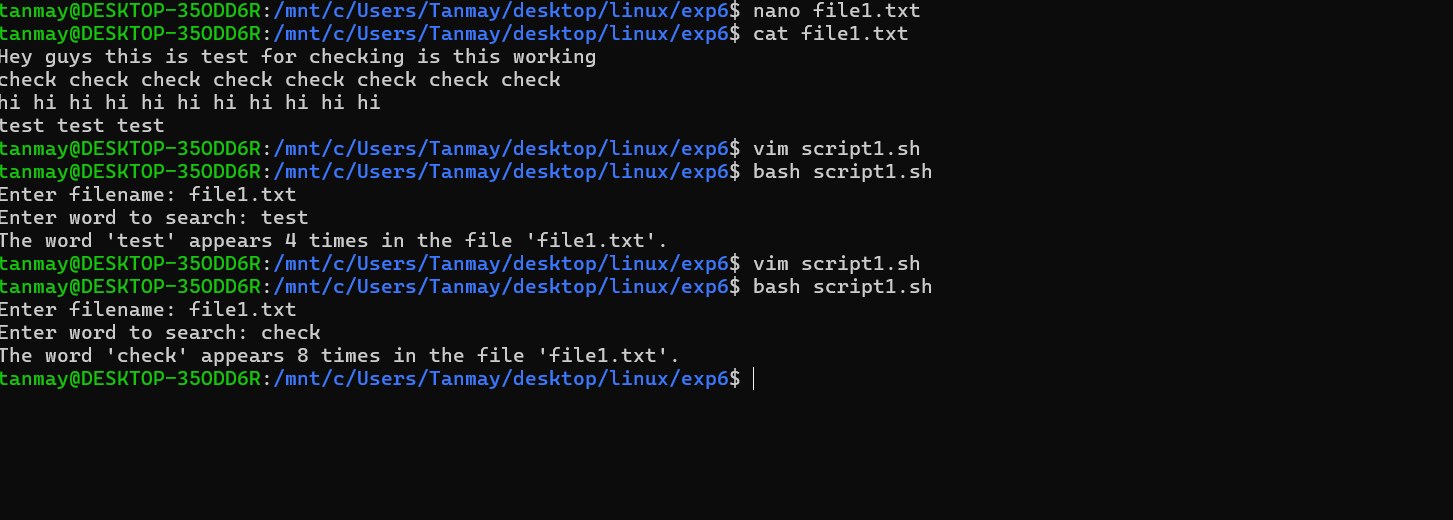 tanmay@DESKTOP-35ODD6R:/mnt/c/Users/Tanmay/desktop/linux/exp6$ nano file1.txt
tanmay@DESKTOP-35ODD6R:/mnt/c/Users/Tanmay/desktop/linux/exp6$ cat file1.txt
Hey guys this is test for checking is this working
check check check check check check check check
hi hi hi hi hi hi hi hi hi hi hi
test test test
tanmay@DESKTOP-35ODD6R:/mnt/c/Users/Tanmay/desktop/linux/exp6$ vim script1.sh
tanmay@DESKTOP-35ODD6R:/mnt/c/Users/Tanmay/desktop/linux/exp6$ bash script1.sh
Enter filename: file1.txt
Enter word to search: test
The word 'test' appears 4 times in the file 'file1.txt'.
tanmay@DESKTOP-35ODD6R:/mnt/c/Users/Tanmay/desktop/linux/exp6$ vim script1.sh
tanmay@DESKTOP-35ODD6R:/mnt/c/Users/Tanmay/desktop/linux/exp6$ bash script1.sh
Enter filename: file1.txt
Enter word to search: check
The word 'check' appears 8 times in the file 'file1.txt'.
tanmay@DESKTOP-35ODD6R:/mnt/c/Users/Tanmay/desktop/linux/exp6$